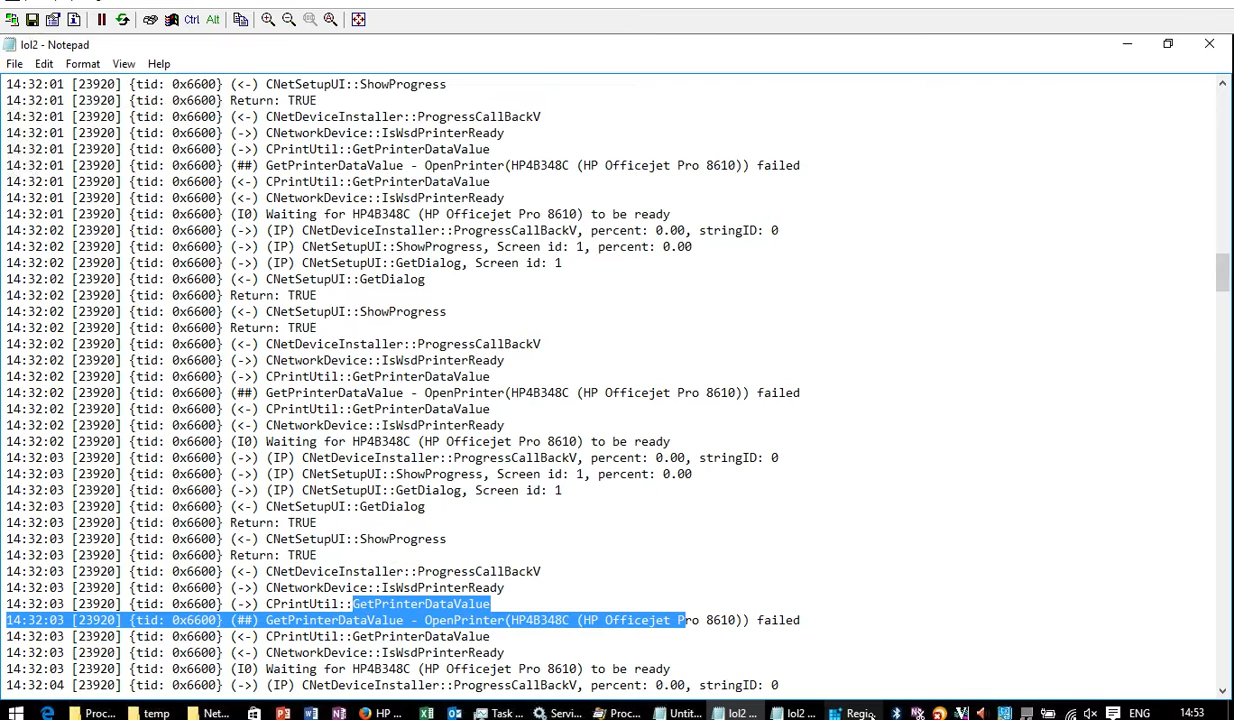 Ctrl Alt
lol2 - Notepad
File Edit Format View Help
14:32:01 [23920] {tid: 0x6600} (<-) CNetSetupUI::ShowProgress
14:32:01 [23920] {tid: 0x6600} Return: TRUE
14:32:01 [23920] {tid: 0x6600} (<-) CNetDeviceInstaller::ProgressCallBackV
14:32:01 [23920] {tid: 0x6600} (->) CNetworkDevice::IsWsdPrinterReady
14:32:01 [23920] {tid: 0x6600} (->) CPrintUtil::GetPrinterDataValue
14:32:01 [23920] {tid: 0x6600} (##) GetPrinterDataValue - OpenPrinter(HP4B348C (HP Officejet Pro 8610)) failed
14:32:01 [23920] {tid: 0x6600} (<-) CPrintUtil::GetPrinterDataValue
14:32:01 [23920] {tid: 0x6600} (<-) CNetworkDevice::IsWsdPrinterReady
14:32:01 [23920] {tid: 0x6600} (I0) Waiting for HP4B348C (HP Officejet Pro 8610) to be ready
14:32:02 [23920] {tid: 0x6600} (->) (IP) CNetDeviceInstaller::ProgressCallBackV, percent: 0.00, stringID: 0
14:32:02 [23920] {tid: 0x6600} (->) (IP) CNetSetupUI::ShowProgress, Screen id: 1, percent: 0.00
14:32:02 [23920] {tid: 0x6600} (->) (IP) CNetSetupUI::GetDialog, Screen id: 1
14:32:02 [23920] {tid: 0x6600} (<-) CNetSetupUI::GetDialog
14:32:02 [23920] {tid: 0x6600} Return: TRUE
14:32:02 [23920] {tid: 0x6600} (<-) CNetSetupUI::ShowProgress
14:32:02 [23920] {tid: 0x6600} Return: TRUE
14:32:02 [23920] {tid: 0x6600} (<-) CNetDeviceInstaller::ProgressCallBackV
14:32:02 [23920] {tid: 0x6600} (->) CNetworkDevice::IsWsdPrinterReady
14:32:02 [23920] {tid: 0x6600} (->) CPrintUtil::GetPrinterDataValue
14:32:02 [23920] {tid: 0x6600} (##) GetPrinterDataValue - OpenPrinter(HP4B348C (HP Officejet Pro 8610)) failed
14:32:02 [23920] {tid: 0x6600} (<-) CPrintUtil::GetPrinterDataValue
14:32:02 [23920] {tid: 0x6600} (<-) CNetworkDevice::IsWsdPrinterReady
14:32:02 [23920] {tid: 0x6600} (I0) Waiting for HP4B348C (HP Officejet Pro 8610) to be ready
14:32:03 [23920] {tid: 0x6600} (->) (IP) CNetDeviceInstaller::ProgressCallBackV, percent: 0.00, stringID: 0
14:32:03 [23920] {tid: 0x6600} (->) (IP) CNetSetupUI::ShowProgress, Screen id: 1, percent: 0.00
14:32:03 [23920] {tid: 0x6600} (->) (IP) CNetSetupUI::GetDialog, Screen id: 1
14:32:03 [23920] {tid: 0x6600} (<-) CNetSetupUI::GetDialog
14:32:03 [23920] {tid: 0x6600} Return: TRUE
14:32:03 [23920] {tid: 0x6600} (<-) CNetSetupUI::ShowProgress
14:32:03 [23920] {tid: 0x6600} Return: TRUE
14:32:03 [23920] {tid: 0x6600} (<-) CNetDeviceInstaller::ProgressCallBackV
14:32:03 [23920] {tid: 0x6600} (->) CNetworkDevice::IsWsdPrinterReady
14:32:03 [23920] {tid: 0x6600} (->) CPrintUtil::GetPrinterDataValue
14:32:03 [23920] {tid: 0x6600} (##) GetPrinterDataValue - OpenPrinter(HP4B348C (HP Officejet Pro 8610)) failed
14:32:03 [23920] {tid: 0x6600} (<-) CPrintUtil::GetPrinterDataValue
14:32:03 [23920] {tid: 0x6600} (<-) CNetworkDevice::IsWsdPrinterReady
14:32:03 [23920] {tid: 0x6600} (I0) Waiting for HP4B348C (HP Officejet Pro 8610) to be ready
14:32:04 [23920] {tid: 0x6600} (->) (IP) CNetDeviceInstaller::ProgressCallBackV, percent: 0.00, stringID: 0
Proc... temp Net... HP ... Task ... Servi... Proc... Untit... lol2 ... lol2 ... Regio... ENG 14:53